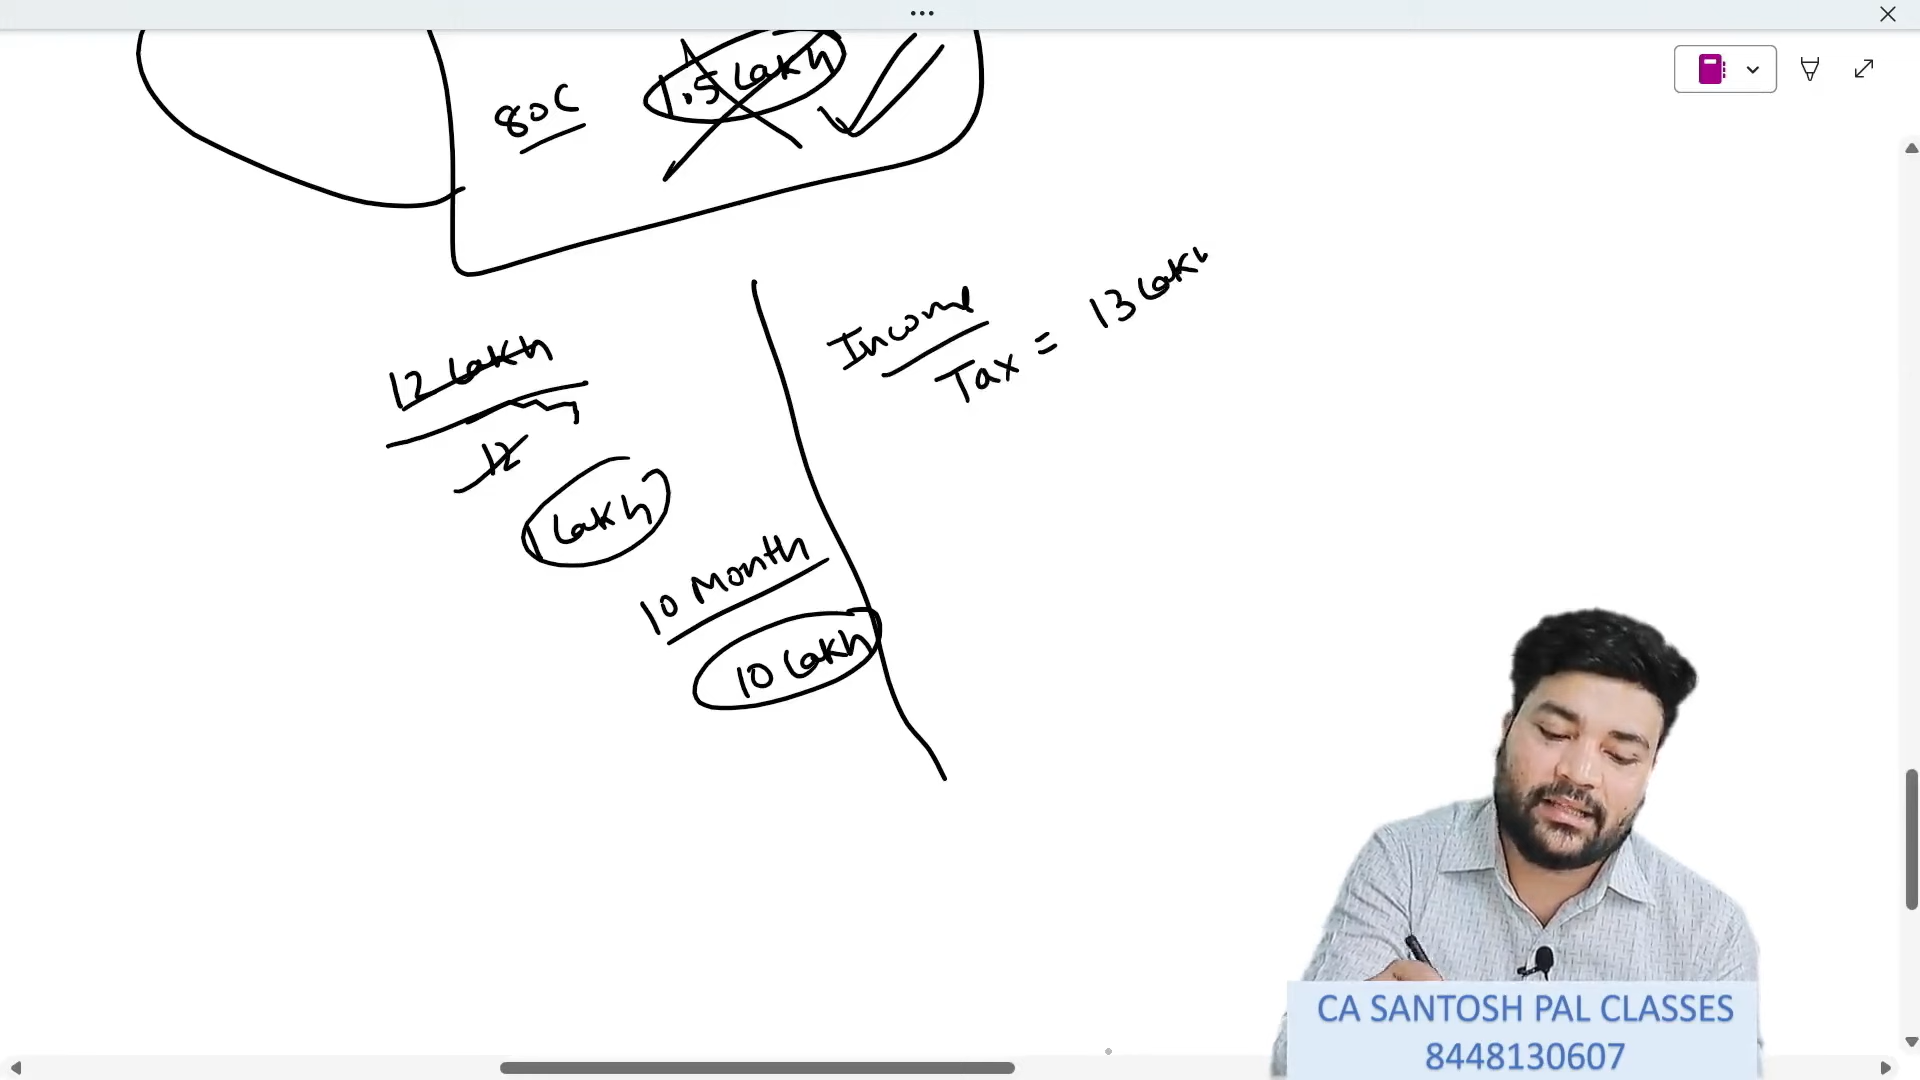 80C 1.5 Lakh
12 Lakh
12
1 Lakh
10 Month
10 Lakh
Income
Tax = 13 Lakh
CA SANTOSH PAL CLASSES
8448130607